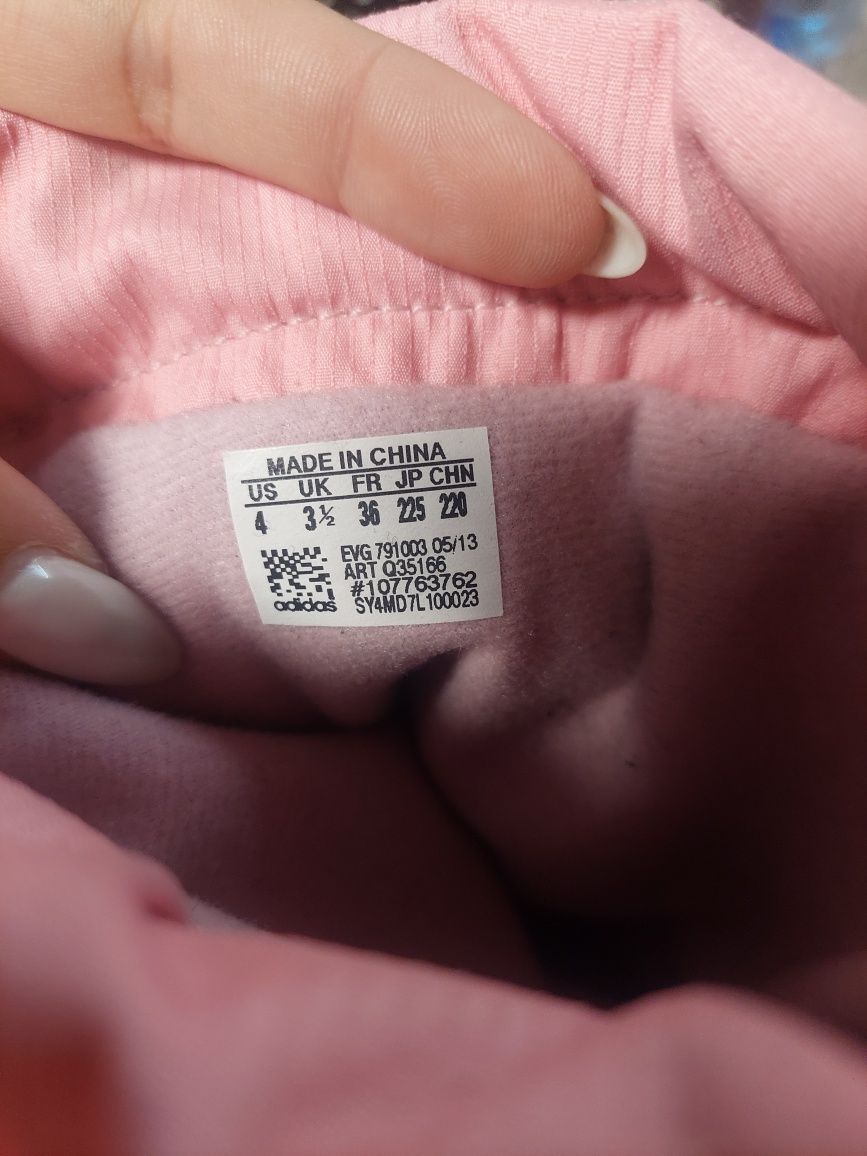 MADE IN CHINA
US UK FR JP CHN
4 3½ 36 225 220
EVG 791003 05/13
ART Q35166
#107763762
adidas SY4MD7L100023